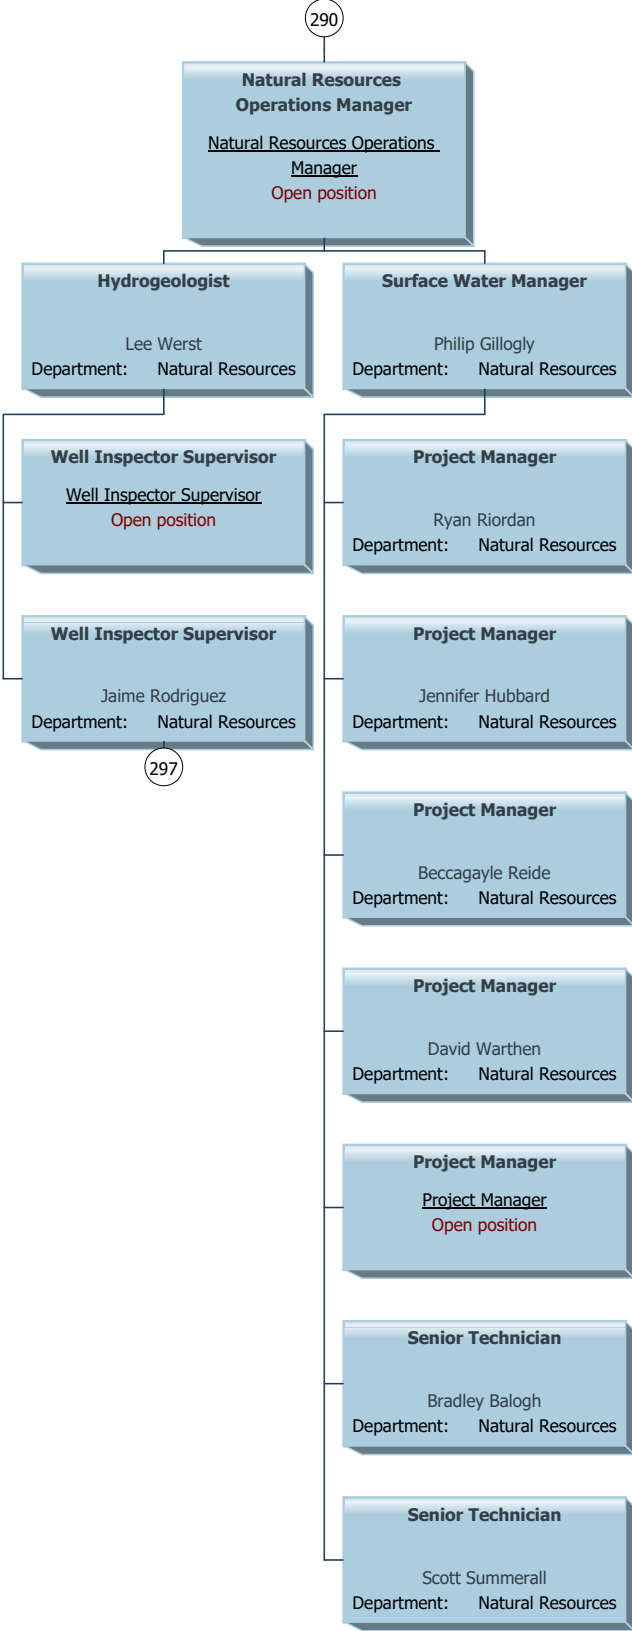 290
Natural Resources
Operations Manager
Natural Resources Operations
Manager
Open position
Hydrogeologist
Lee Werst
Department: Natural Resources
Surface Water Manager
Philip Gillogly
Department: Natural Resources
Well Inspector Supervisor
Well Inspector Supervisor
Open position
Well Inspector Supervisor
Jaime Rodriguez
Department: Natural Resources
297
Project Manager
Ryan Riordan
Department: Natural Resources
Project Manager
Jennifer Hubbard
Department: Natural Resources
Project Manager
Beccagayle Reide
Department: Natural Resources
Project Manager
David Warthen
Department: Natural Resources
Project Manager
Project Manager
Open position
Senior Technician
Bradley Balogh
Department: Natural Resources
Senior Technician
Scott Summerall
Department: Natural Resources